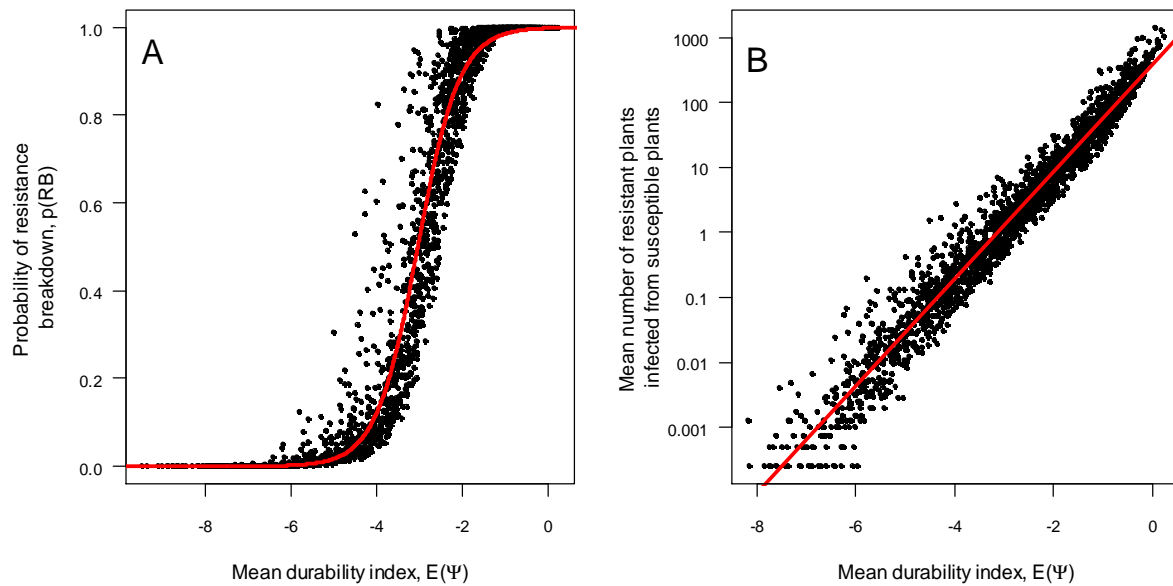 A
Probability of resistance
breakdown, p(RB)
1.0
0.8
0.6
0.4
0.2
0.0
-8
-6
-4
-2
0
Mean durability index, E(Ψ)
B
Mean number of resistant plants
infected from susceptible plants
1000
100
10
1
0.1
0.01
0.001
-8
-6
-4
-2
0
Mean durability index, E(Ψ)